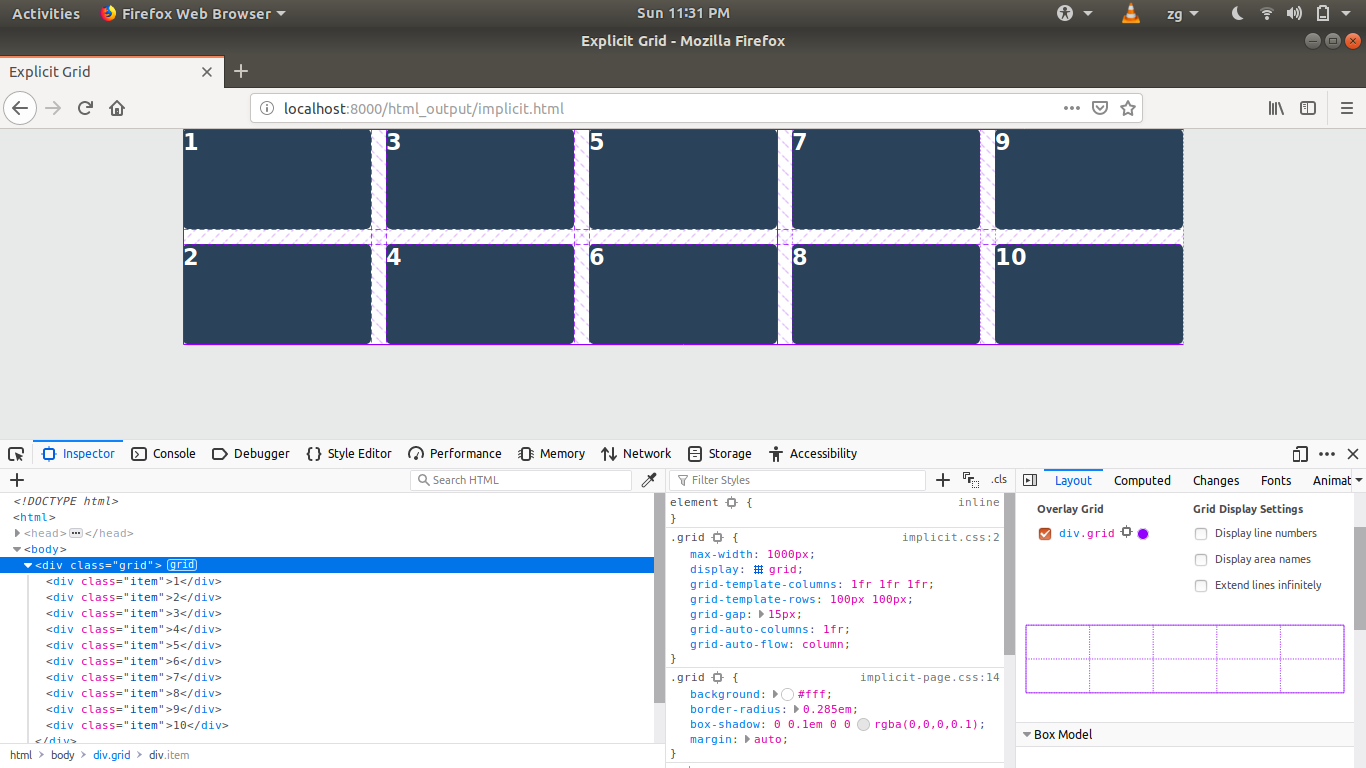 Activities Firefox Web Browser Sun 11:31 PM zg
Explicit Grid - Mozilla Firefox
Explicit Grid
localhost:8000/html_output/implicit.html
1 3 5 7 9
2 4 6 8 10
Inspector Console Debugger Style Editor Performance Memory Network Storage Accessibility
Search HTML
Filter Styles
.cls
Layout Computed Changes Fonts Animat
<!DOCTYPE html>
<html>
<head></head>
<body>
<div class="grid"> grid
<div class="item">1</div>
<div class="item">2</div>
<div class="item">3</div>
<div class="item">4</div>
<div class="item">5</div>
<div class="item">6</div>
<div class="item">7</div>
<div class="item">8</div>
<div class="item">9</div>
<div class="item">10</div>
</div>
html body div.grid div.item
element { inline
}
.grid { implicit.css:2
max-width: 1000px;
display: grid;
grid-template-columns: 1fr 1fr 1fr;
grid-template-rows: 100px 100px;
grid-gap: 15px;
grid-auto-columns: 1fr;
grid-auto-flow: column;
}
.grid { implicit-page.css:14
background: #fff;
border-radius: 0.285em;
box-shadow: 0 0.1em 0 0 rgba(0,0,0,0.1);
margin: auto;
}
Overlay Grid
div.grid
Grid Display Settings
Display line numbers
Display area names
Extend lines infinitely
Box Model